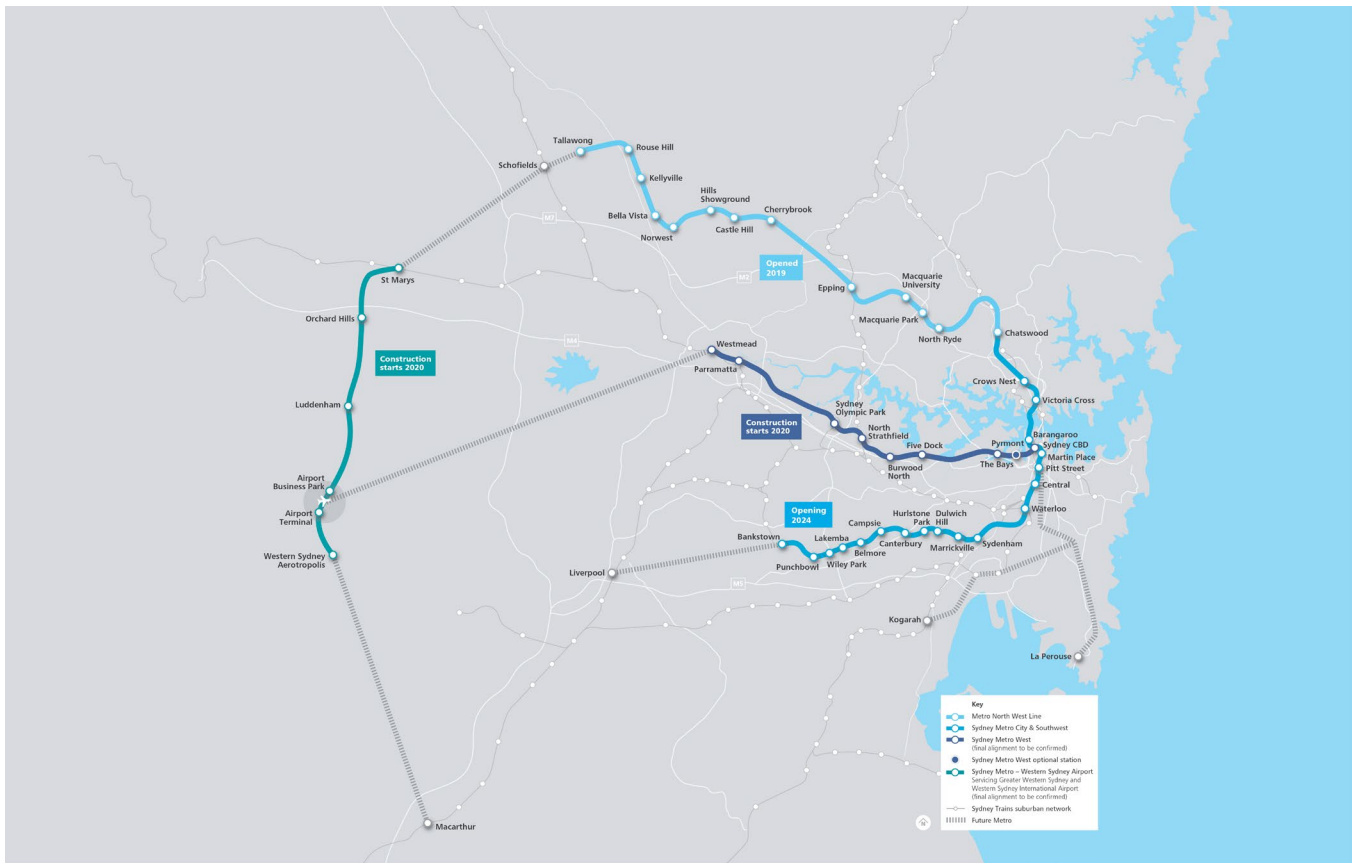 Tallawong
Rouse Hill
Schofields
Kellyville
Hills
Showground
Cherrybrook
Bella Vista
Castle Hill
M7
Norwest
Opened
2019
Macquarie
University
St Marys
M2
Epping
Orchard Hills
Macquarie Park
North Ryde
Chatswood
M4
Westmead
Construction
starts 2020
Parramatta
Crows Nest
Luddenham
Sydney
Olympic Park
Victoria Cross
Construction
starts 2020
North
Strathfield
Barangaroo
Pyrmont
Sydney CBD
Five Dock
Martin Place
Burwood
North
The Bays
Pitt Street
Airport
Business Park
Central
Airport
Terminal
Opening
2024
Waterloo
Hurlstone
Park
Dulwich
Hill
Campsie
Bankstown
Lakemba
Canterbury
Belmore
Marrickville
Sydenham
Western Sydney
Aerotropolis
Punchbowl
Wiley Park
Liverpool
M5
Kogarah
La Perouse
Macarthur
Key
Metro North West Line
Sydney Metro City & Southwest
Sydney Metro West
(final alignment to be confirmed)
Sydney Metro West optional station
Sydney Metro – Western Sydney Airport
Servicing Greater Western Sydney and
Western Sydney International Airport
(final alignment to be confirmed)
Sydney Trains suburban network
Future Metro
N